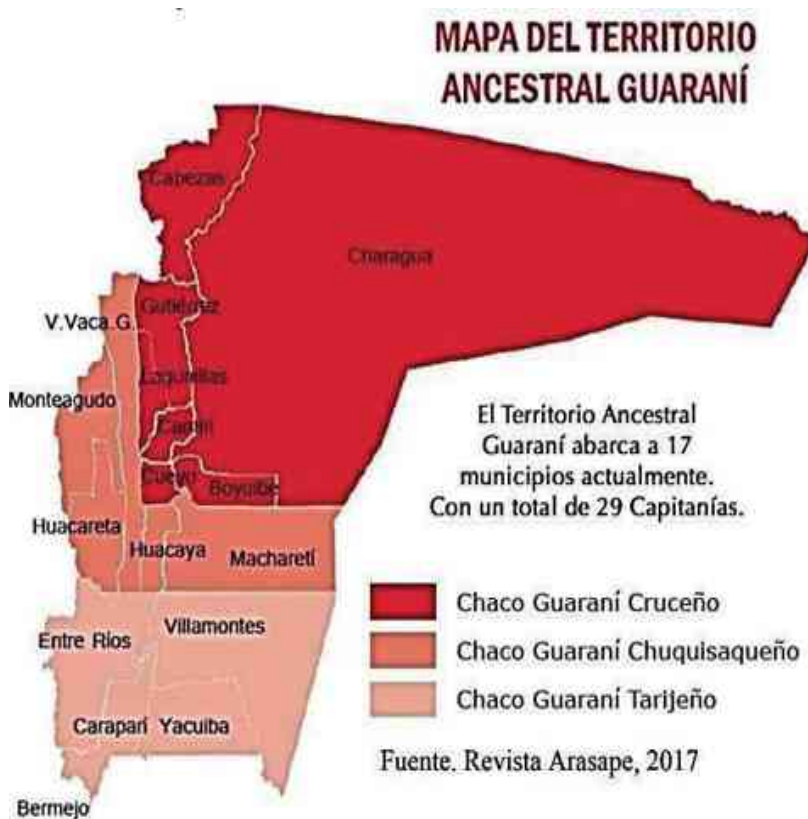 MAPA DEL TERRITORIO
ANCESTRAL GUARANÍ
Cabezas
Charagua
Gutiérrez
V.Vaca G.
Lagunillas
Monteagudo
Camiri
El Territorio Ancestral
Guaraní abarca a 17
municipios actualmente.
Con un total de 29 Capitanías.
Cuevo
Boyuibe
Huacareta
Huacaya
Macharetí
Chaco Guaraní Cruceño
Chaco Guaraní Chuquisaqueño
Chaco Guaraní Tarijeño
Entre Ríos
Villamontes
Caraparí
Yacuiba
Fuente. Revista Arasape, 2017
Bermejo